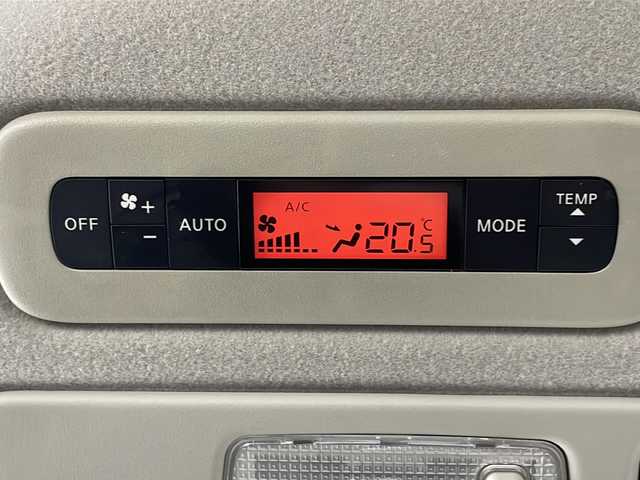 OFF
+
−
AUTO
A/C
20.5
°C
MODE
TEMP